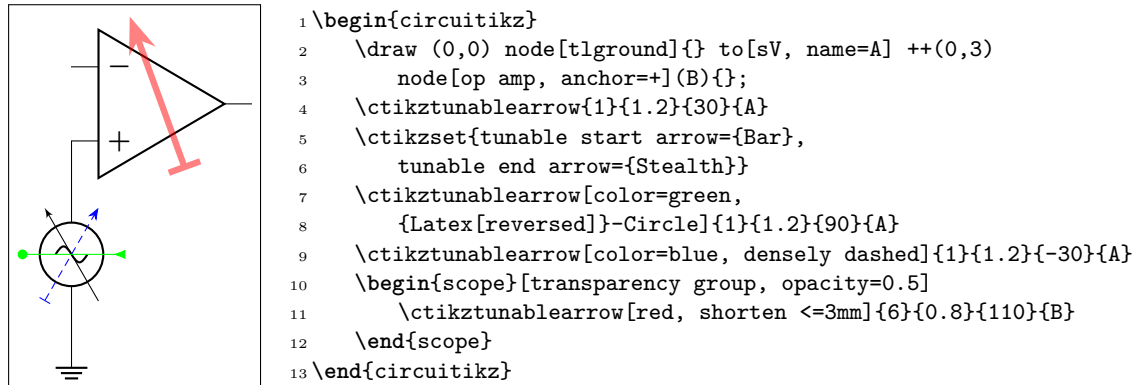 1 \begin{circuitikz}
2 \draw (0,0) node[tlground]{} to[sV, name=A] ++(0,3)
3 node[op amp, anchor=+](B){};
4 \ctikztunablearrow{1}{1.2}{30}{A}
5 \ctikzset{tunable start arrow={Bar},
6 tunable end arrow={Stealth}}
7 \ctikztunablearrow[color=green,
8 {Latex[reversed]}-Circle]{1}{1.2}{90}{A}
9 \ctikztunablearrow[color=blue, densely dashed]{1}{1.2}{-30}{A}
10 \begin{scope}[transparency group, opacity=0.5]
11 \ctikztunablearrow[red, shorten <=3mm]{6}{0.8}{110}{B}
12 \end{scope}
13 \end{circuitikz}